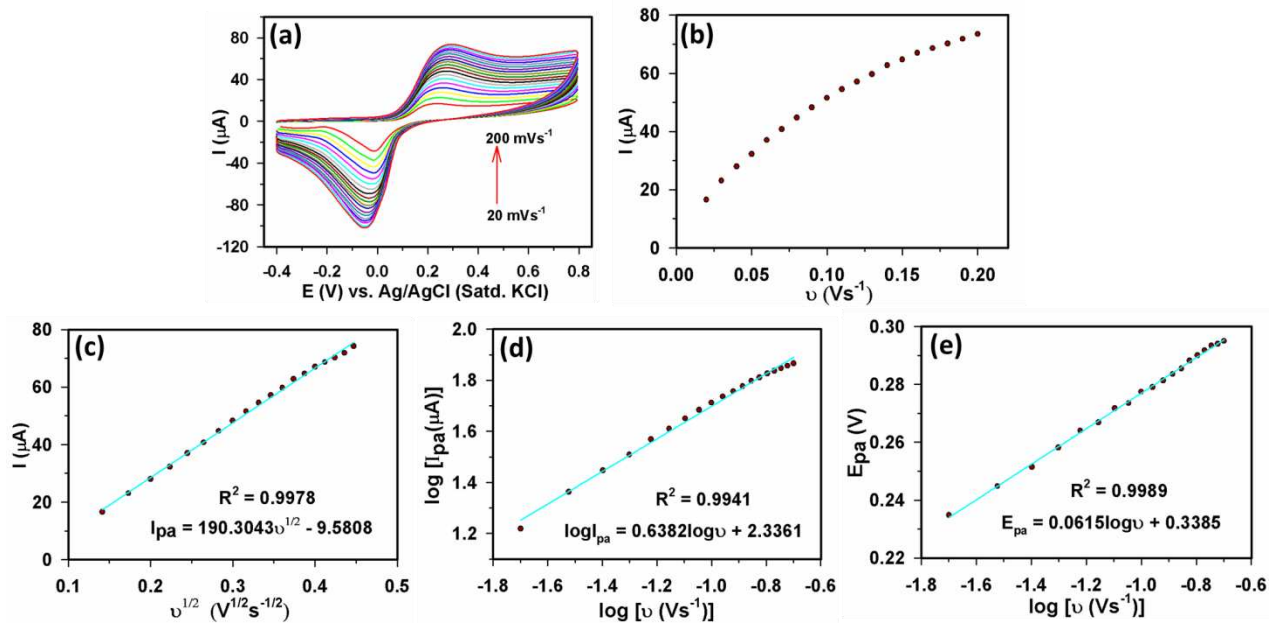 (a)
I (μA)
80
40
0
-40
-80
-120
200 mVs⁻¹
20 mVs⁻¹
-0.4 -0.2 0.0 0.2 0.4 0.6 0.8
E (V) vs. Ag/AgCl (Satd. KCl)
(b)
I (μA)
80
60
40
20
0
0.00 0.05 0.10 0.15 0.20
υ (Vs⁻¹)
(c)
I (μA)
80
60
40
20
0
R² = 0.9978
Ipa = 190.3043υ^1/2 - 9.5808
0.1 0.2 0.3 0.4 0.5
υ^1/2 (V^1/2s^-1/2)
(d)
log [Ipa(μA)]
2.0
1.8
1.6
1.4
1.2
R² = 0.9941
logIpa = 0.6382logυ + 2.3361
-1.8 -1.6 -1.4 -1.2 -1.0 -0.8 -0.6
log [υ (Vs⁻¹)]
(e)
Epa (V)
0.30
0.28
0.26
0.24
0.22
R² = 0.9989
Epa = 0.0615logυ + 0.3385
-1.8 -1.6 -1.4 -1.2 -1.0 -0.8 -0.6
log [υ (Vs⁻¹)]